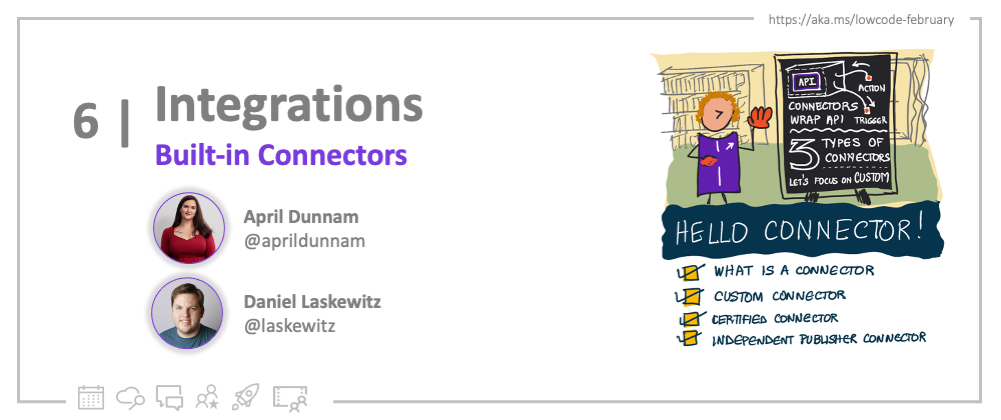 https://aka.ms/lowcode-february
6 | Integrations
Built-in Connectors
April Dunnam
@aprildunnam
Daniel Laskewitz
@laskewitz
API
ACTION
CONNECTORS
WRAP API TRIGGER
3 TYPES OF
CONNECTORS
LET'S FOCUS ON CUSTOM
HELLO CONNECTOR!
WHAT IS A CONNECTOR
CUSTOM CONNECTOR
CERTIFIED CONNECTOR
INDEPENDENT PUBLISHER CONNECTOR